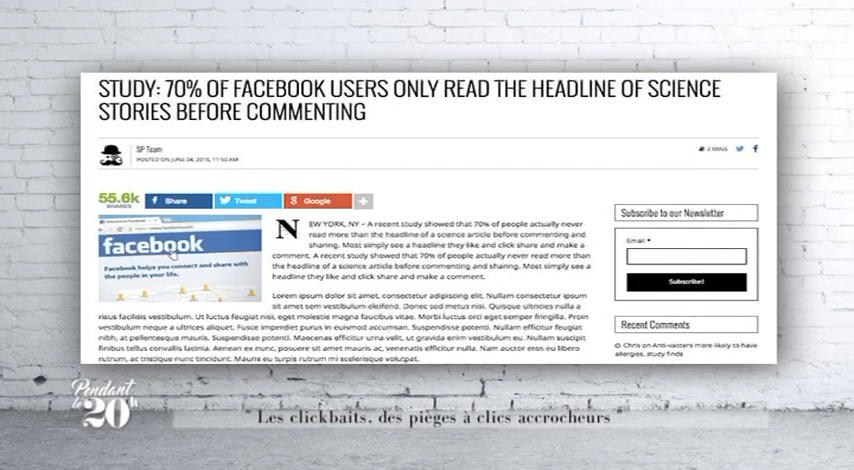 STUDY: 70% OF FACEBOOK USERS ONLY READ THE HEADLINE OF SCIENCE
STORIES BEFORE COMMENTING
SP Team
POSTED ON JUNE 04, 2016, 11:50 AM
2 MINS
55.6k
SHARES
Share
Tweet
Google
facebook
Facebook helps you connect and share with
the people in your life.
NEW YORK, NY – A recent study showed that 70% of people actually never
read more than the headline of a science article before commenting and
sharing. Most simply see a headline they like and click share and make a
comment. A recent study showed that 70% of people actually never read more than
the headline of a science article before commenting and sharing. Most simply see a
headline they like and click share and make a comment.
Lorem ipsum dolor sit amet, consectetur adipiscing elit. Nullam consectetur ipsum
sit amet sem vestibulum eleifend. Donec sed metus nisi. Quisque ultricies nulla a
risus facilisis vestibulum. Ut luctus feugiat nisi, eget molestie magna faucibus vitae. Morbi luctus orci eget semper fringilla. Proin
vestibulum neque a ultrices aliquet. Fusce imperdiet purus in euismod accumsan. Suspendisse potenti. Nullam efficitur feugiat
nibh, at pellentesque mauris. Suspendisse potenti. Maecenas efficitur urna velit, ut gravida enim vestibulum eu. Nullam suscipit
finibus tellus convallis lacinia. Aenean ex nunc, posuere sit amet mauris ac, venenatis efficitur nulla. Nam auctor eros eu libero
rutrum, ac tristique nunc tincidunt. Mauris eu turpis rutrum mi scelerisque volutpat.
Subscribe to our Newsletter
Email *
Subscribe!
Recent Comments
Chris on Anti-vaccers more likely to have
allergies, study finds
Pendant
le 20h
Les clickbaits, des pièges à clics accrocheurs